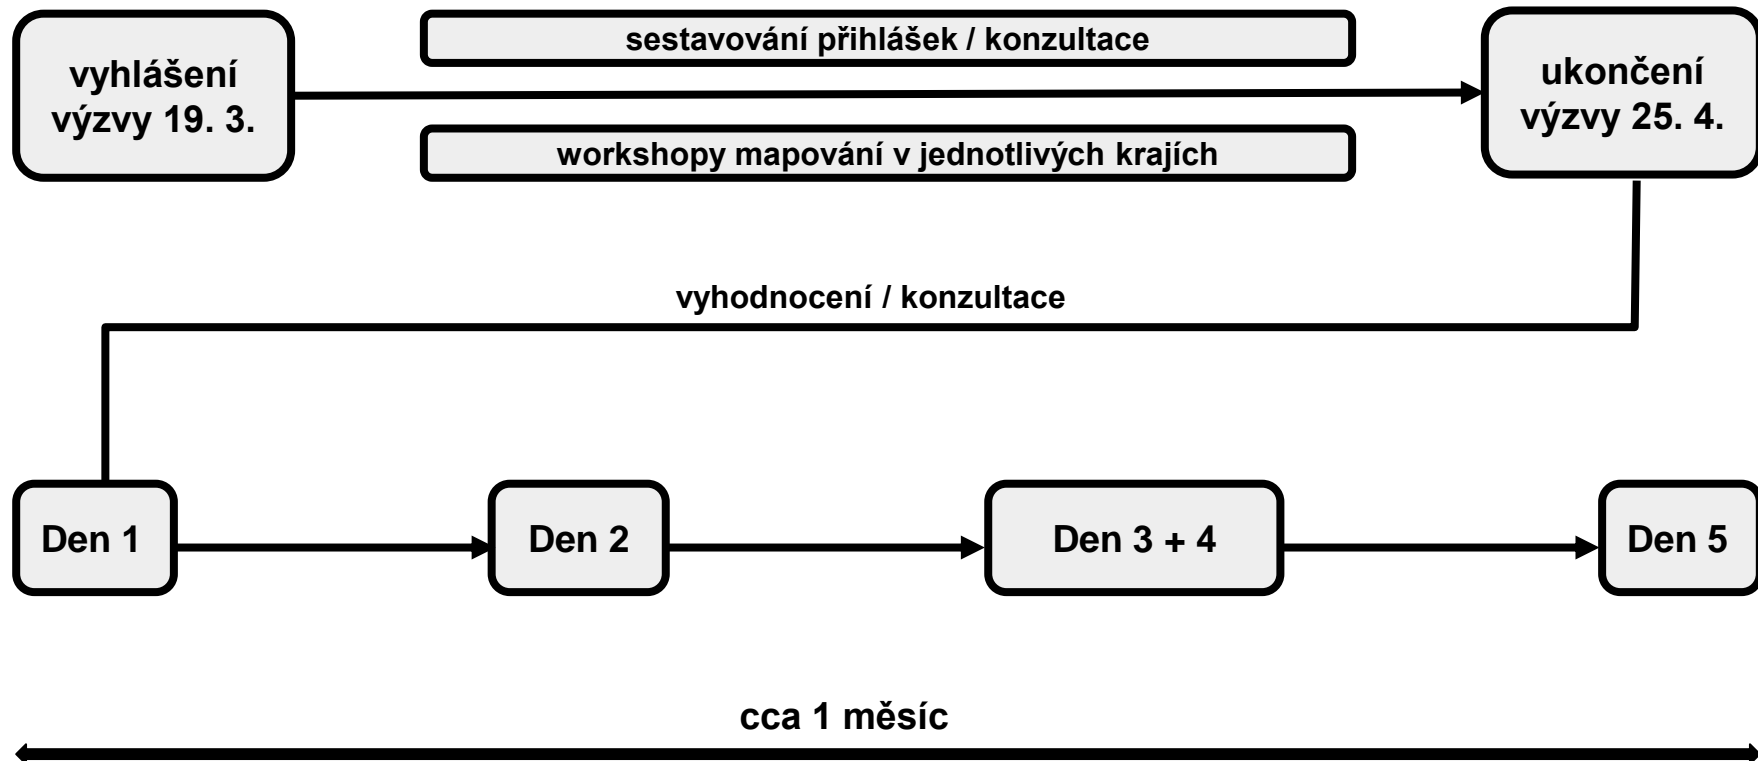 vyhlášení
výzvy 19. 3.
sestavování přihlášek / konzultace
workshopy mapování v jednotlivých krajích
ukončení
výzvy 25. 4.
vyhodnocení / konzultace
Den 1
Den 2
Den 3 + 4
Den 5
cca 1 měsíc